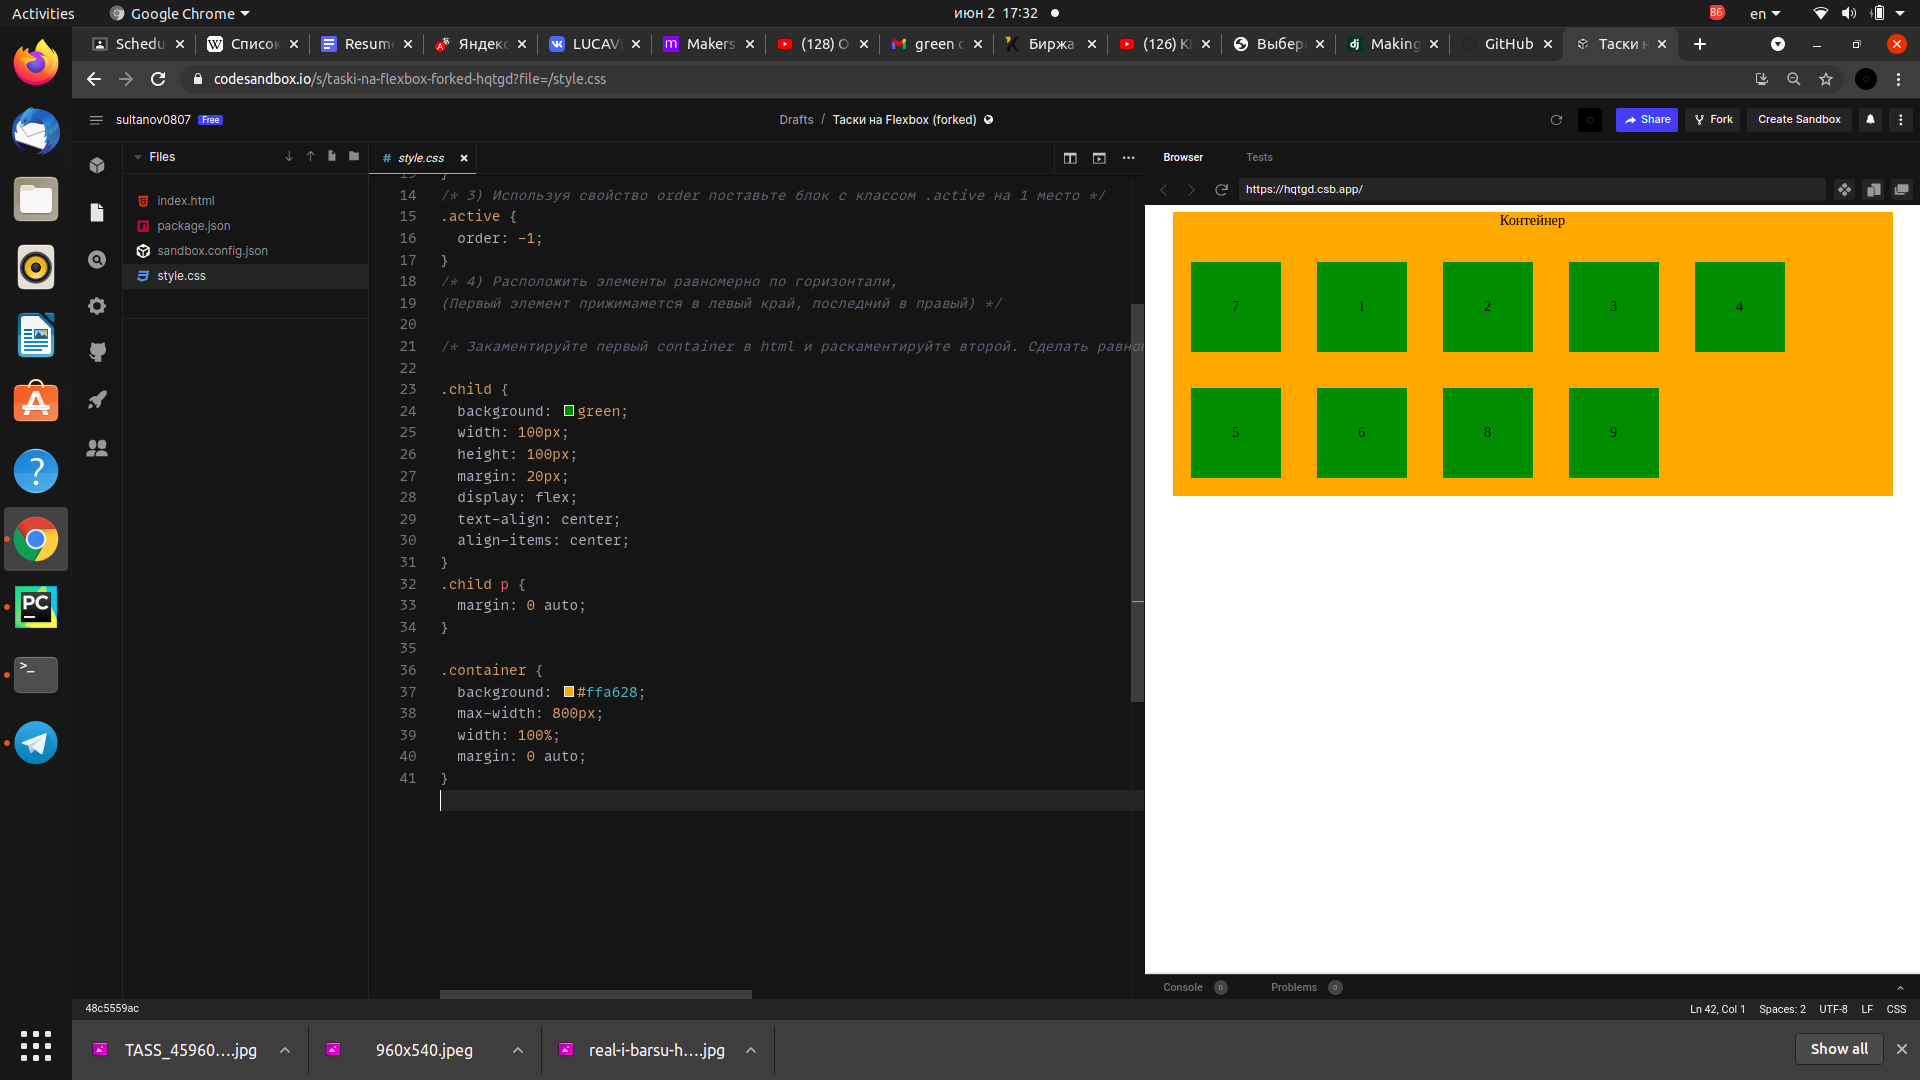 Activities
Google Chrome
июн 2 17:32
86
en
Schedu
Список
Resum
Яндекс
LUCAVI
Makers
(128) О
green c
Биржа
(126) К
Выбер
Making
GitHub
Таски н
codesandbox.io/s/taski-na-flexbox-forked-hqtgd?file=/style.css
sultanov0807
Free
Drafts / Таски на Flexbox (forked)
Share
Fork
Create Sandbox
Files
# style.css
Browser
Tests
https://hqtgd.csb.app/
index.html
package.json
sandbox.config.json
style.css
13 }
14 /* 3) Используя свойство order поставьте блок с классом .active на 1 место */
15 .active {
16 order: -1;
17 }
18 /* 4) Расположить элементы равномерно по горизонтали,
19 (Первый элемент прижимамется в левый край, последний в правый) */
20
21 /* Закаментируйте первый container в html и раскаментируйте второй. Сделать равно
22
23 .child {
24 background: green;
25 width: 100px;
26 height: 100px;
27 margin: 20px;
28 display: flex;
29 text-align: center;
30 align-items: center;
31 }
32 .child p {
33 margin: 0 auto;
34 }
35
36 .container {
37 background: #ffa628;
38 max-width: 800px;
39 width: 100%;
40 margin: 0 auto;
41 }
Контейнер
7 1 2 3 4
5 6 8 9
Console 0
Problems 0
48c5559ac
Ln 42, Col 1
Spaces: 2
UTF-8
LF
CSS
TASS_45960....jpg
960x540.jpeg
real-i-barsu-h....jpg
Show all